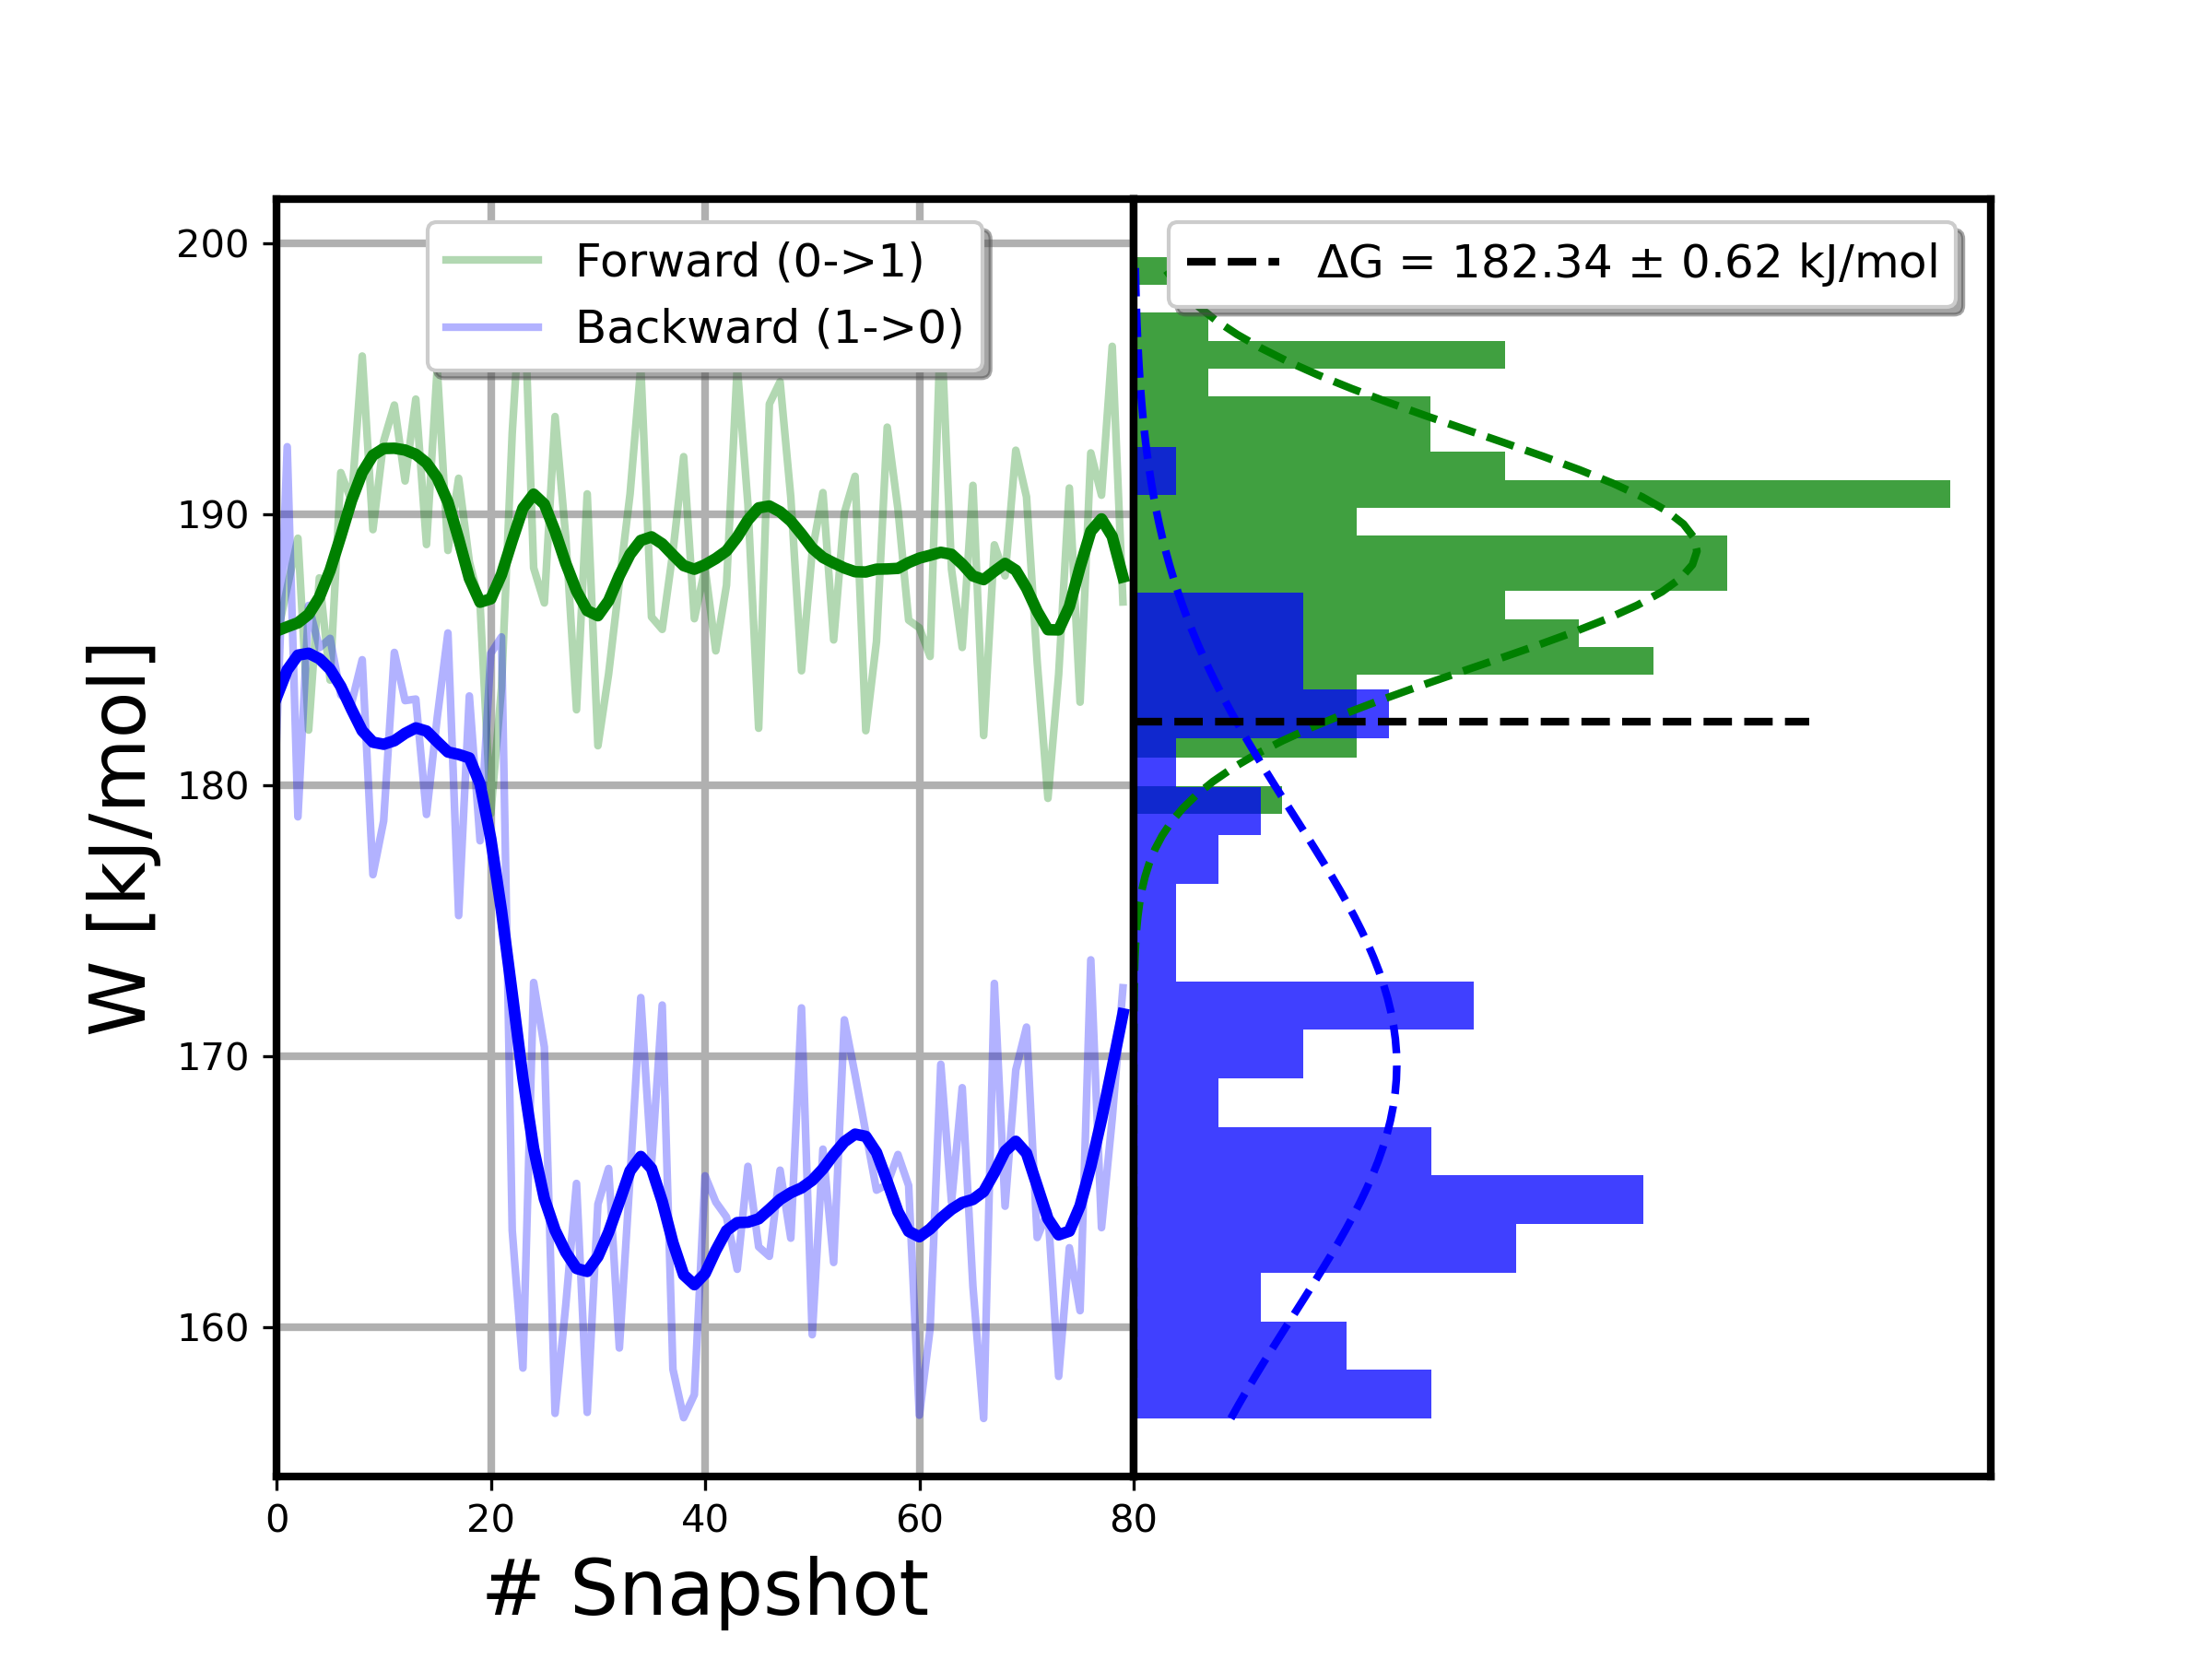 Forward (0->1)
Backward (1->0)
ΔG = 182.34 ± 0.62 kJ/mol
W [kJ/mol]
200
190
180
170
160
0 20 40 60 80
# Snapshot